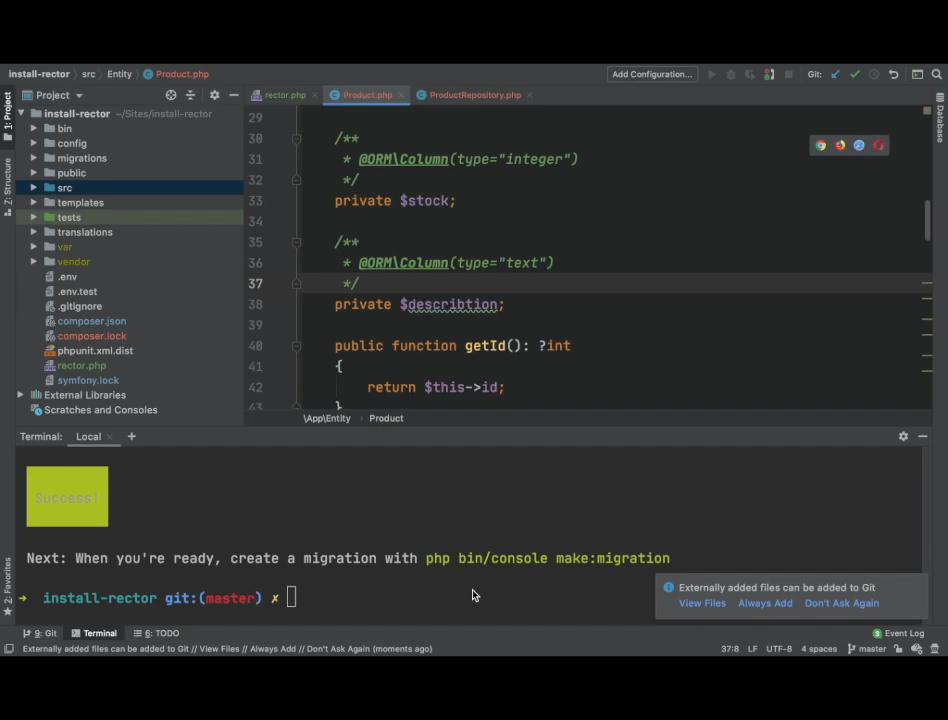 install-rector src Entity Product.php
Add Configuration... Git:
1: Project
Z: Structure
2: Favorites
Database
Project
rector.php Product.php ProductRepository.php
install-rector ~/Sites/install-rector
bin
config
migrations
public
src
templates
tests
translations
var
vendor
.env
.env.test
.gitignore
composer.json
composer.lock
phpunit.xml.dist
rector.php
symfony.lock
External Libraries
Scratches and Consoles
29
30 /**
31 * @ORM\Column(type="integer")
32 */
33 private $stock;
34
35 /**
36 * @ORM\Column(type="text")
37 */
38 private $describtion;
39
40 public function getId(): ?int
41 {
42 return $this->id;
43 }
\App\Entity Product
Terminal: Local +
Success!
Next: When you're ready, create a migration with php bin/console make:migration
install-rector git:(master) ✗
Externally added files can be added to Git
View Files Always Add Don't Ask Again
9: Git Terminal 6: TODO 3 Event Log
Externally added files can be added to Git // View Files // Always Add // Don't Ask Again (moments ago) 37:8 LF UTF-8 4 spaces master